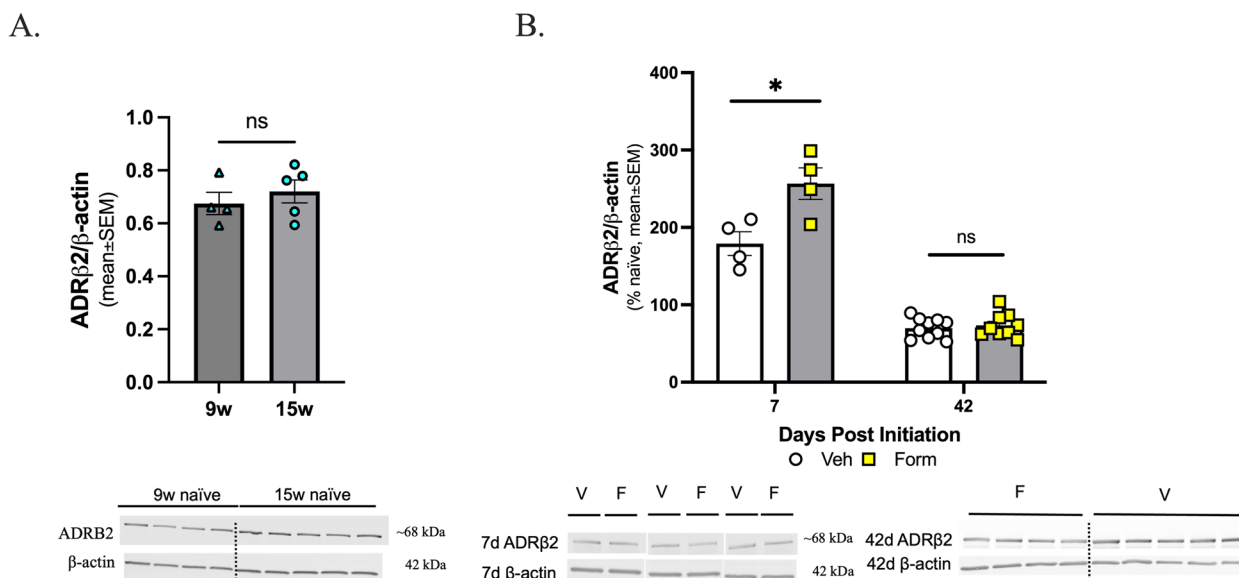 A.
B.
ADRβ2/β-actin
(mean±SEM)
1.0
0.8
0.6
0.4
0.2
0.0
ns
9w
15w
ADRβ2/β-actin
(% naïve, mean±SEM)
400
300
200
100
0
*
ns
7
42
Days Post Initiation
Veh Form
9w naïve 15w naïve
ADRB2 ~68 kDa
β-actin 42 kDa
V F V F V F
7d ADRβ2 ~68 kDa
7d β-actin 42 kDa
F V
42d ADRβ2
42d β-actin